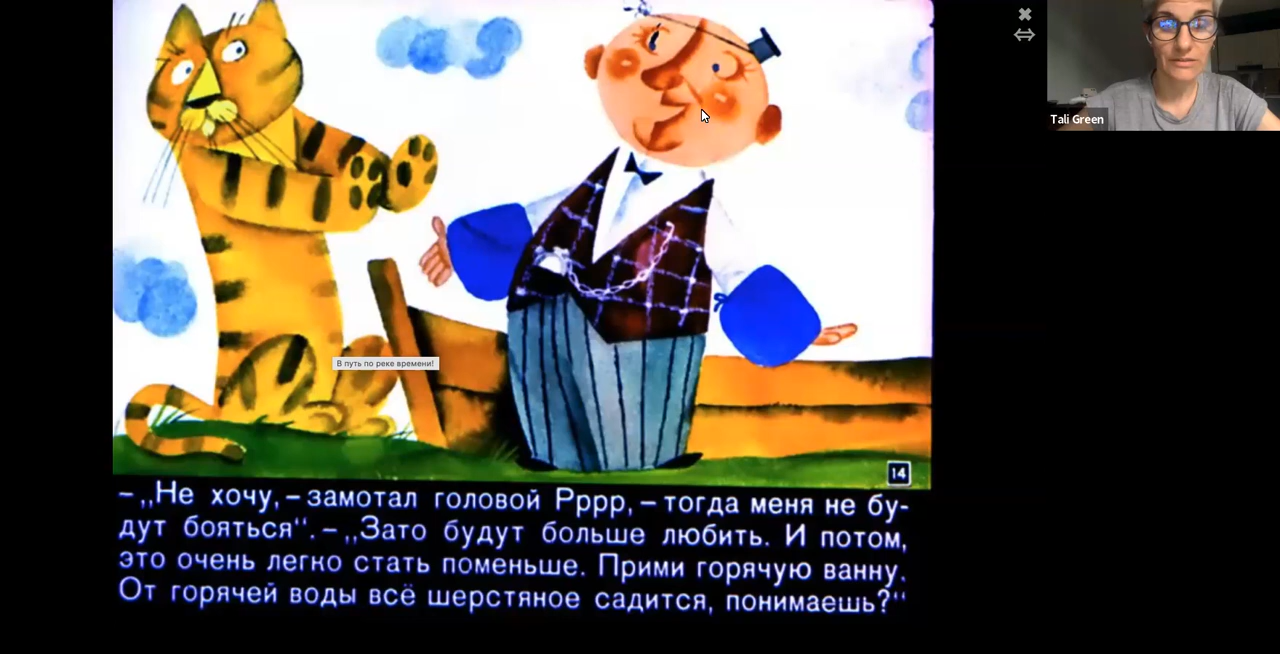 Tali Green
В путь по реке времени!
14
– „Не хочу, – замотал головой Рррр, – тогда меня не бу-
дут бояться“. – „Зато будут больше любить. И потом,
это очень легко стать поменьше. Прими горячую ванну.
От горячей воды всё шерстяное садится, понимаешь?“